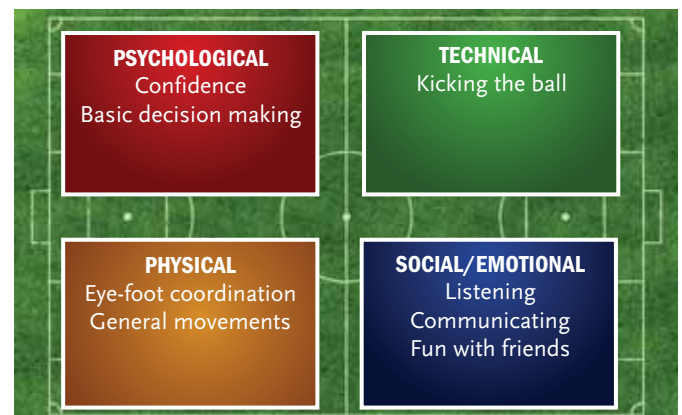 PSYCHOLOGICAL
Confidence
Basic decision making
TECHNICAL
Kicking the ball
PHYSICAL
Eye-foot coordination
General movements
SOCIAL/EMOTIONAL
Listening
Communicating
Fun with friends